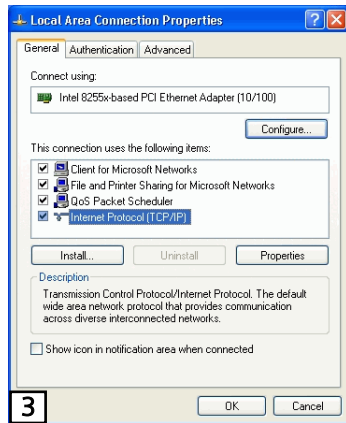 Local Area Connection Properties
General Authentication Advanced
Connect using:
Intel 8255x-based PCI Ethernet Adapter (10/100)
Configure...
This connection uses the following items:
Client for Microsoft Networks
File and Printer Sharing for Microsoft Networks
QoS Packet Scheduler
Internet Protocol (TCP/IP)
Install... Uninstall Properties
Description
Transmission Control Protocol/Internet Protocol. The default
wide area network protocol that provides communication
across diverse interconnected networks.
Show icon in notification area when connected
3
OK Cancel